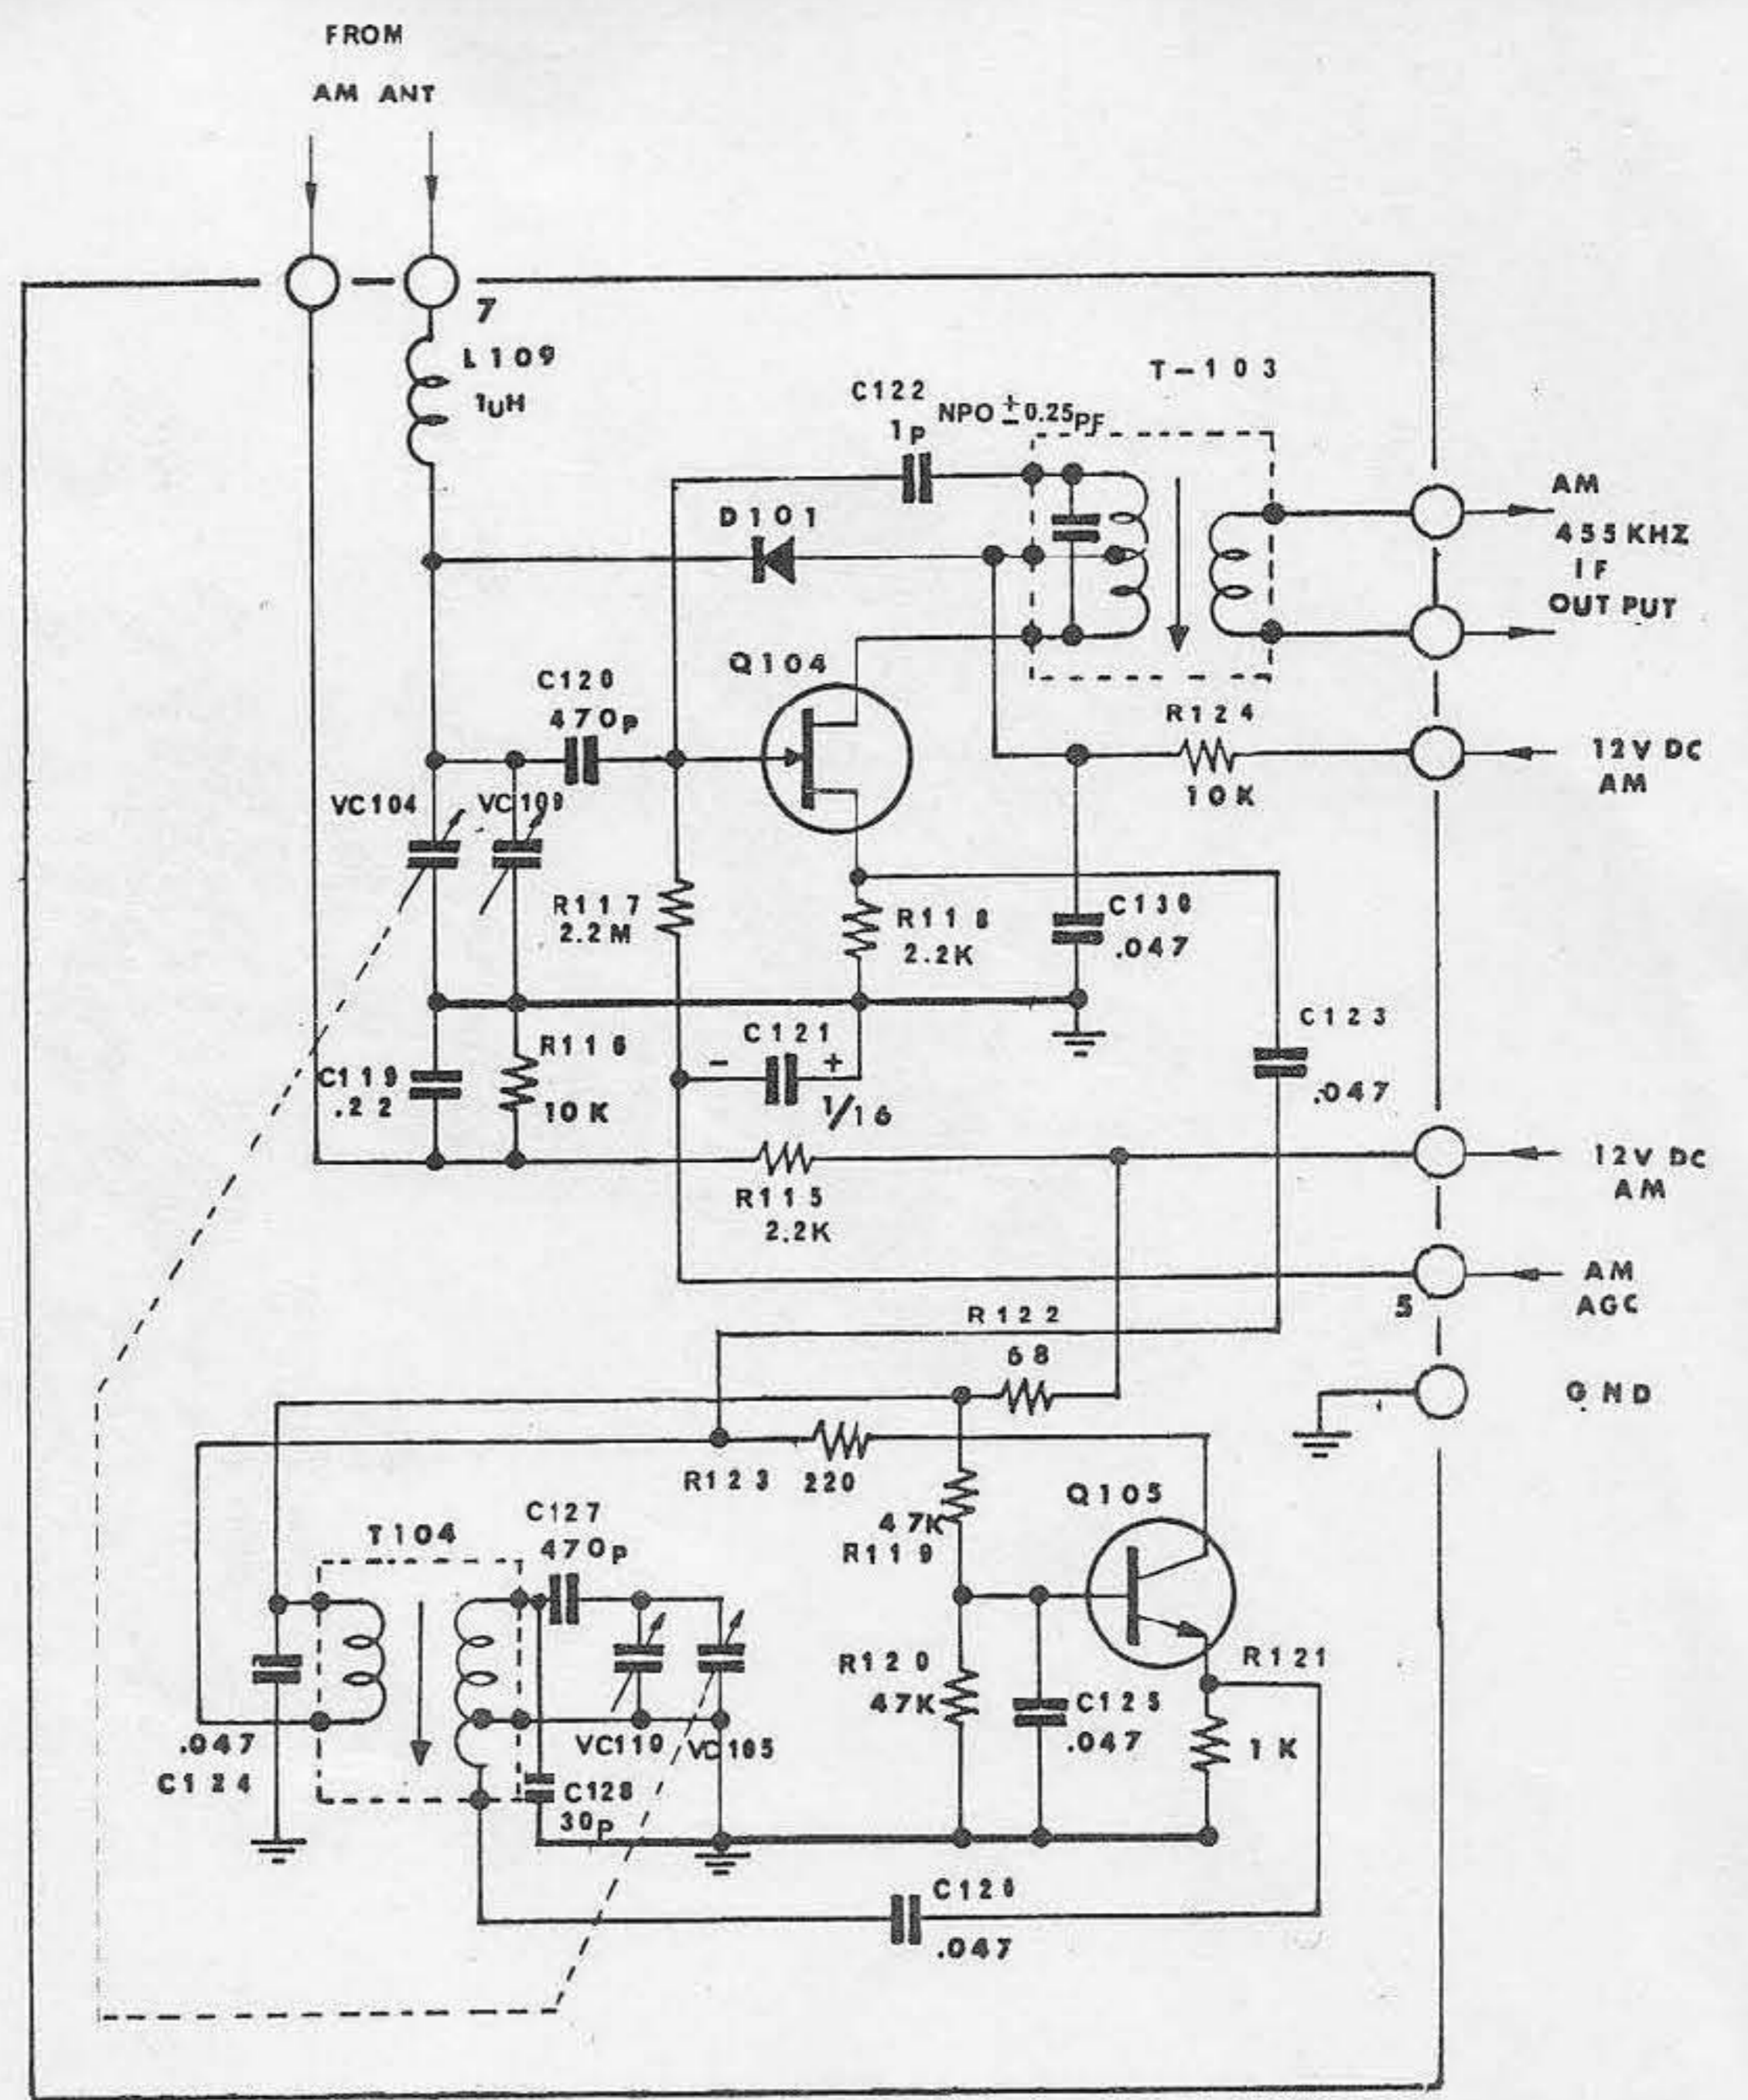 FROM
AM ANT
7
L109
1UH
T-103
C122
1P
NPO ±0.25PF
D101
AM
455KHZ
IF
OUTPUT
Q104
C120
470p
R124
10K
12V DC
AM
VC104
VC109
R117
2.2M
R118
2.2K
C130
.047
C123
.047
C121
- +
1/16
R116
10K
C119
.22
R115
2.2K
12V DC
AM
AM
AGC
5
R122
68
GND
R123 220
47K
R119
Q105
C127
470p
T104
R120
47K
C125
.047
R121
1K
VC110
VC105
.047
C124
C128
30P
C126
.047